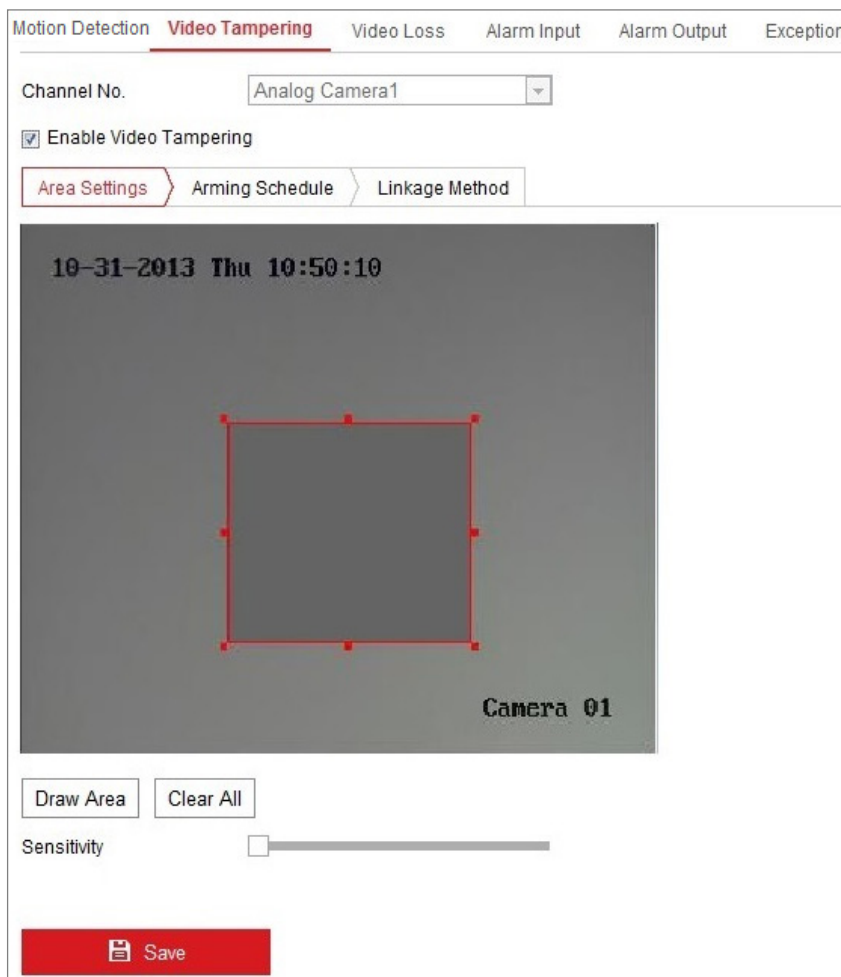 Motion Detection Video Tampering Video Loss Alarm Input Alarm Output Exception
Channel No. Analog Camera1
Enable Video Tampering
Area Settings Arming Schedule Linkage Method
10-31-2013 Thu 10:50:10
Camera 01
Draw Area Clear All
Sensitivity
Save